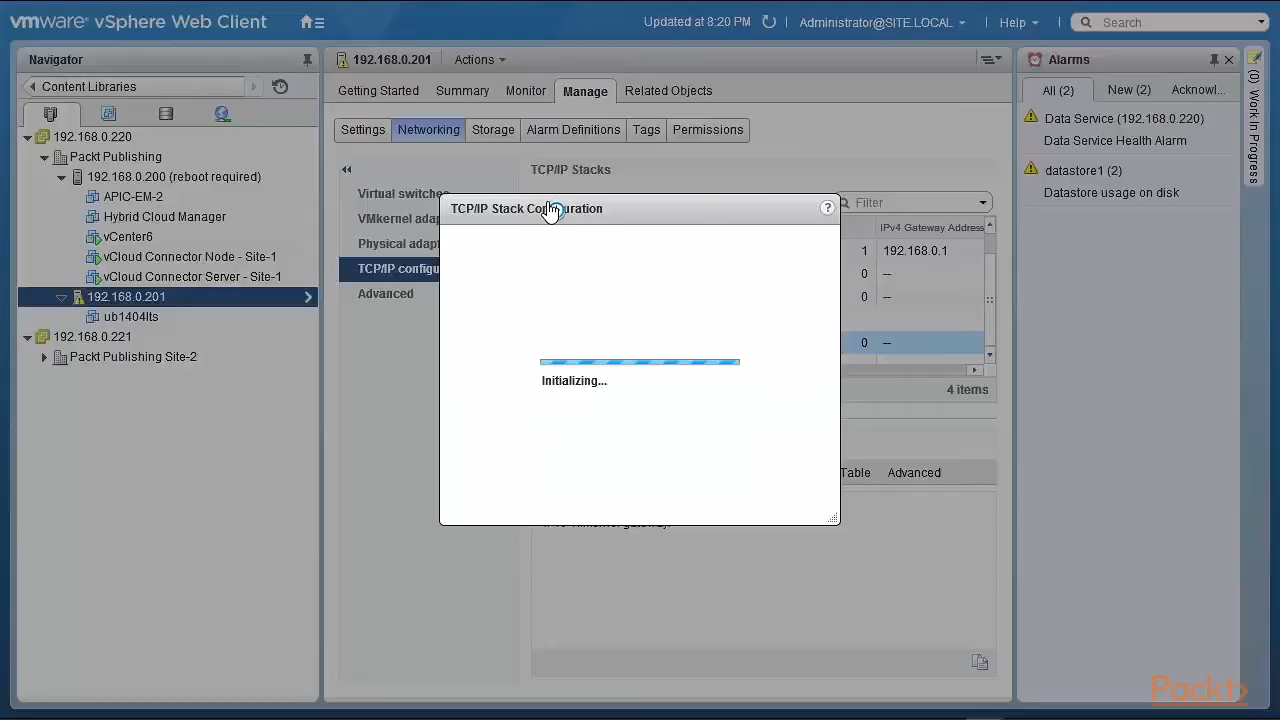 vmware® vSphere Web Client
Updated at 8:20 PM
Administrator@SITE.LOCAL
Help
Search
Navigator
Content Libraries
192.168.0.220
Packt Publishing
192.168.0.200 (reboot required)
APIC-EM-2
Hybrid Cloud Manager
vCenter6
vCloud Connector Node - Site-1
vCloud Connector Server - Site-1
192.168.0.201
ub1404lts
192.168.0.221
Packt Publishing Site-2
192.168.0.201
Actions
Getting Started
Summary
Monitor
Manage
Related Objects
Settings
Networking
Storage
Alarm Definitions
Tags
Permissions
Virtual switches
VMkernel adap
Physical adapt
TCP/IP configu
Advanced
TCP/IP Stacks
Filter
IPv4 Gateway Address
1 192.168.0.1
0 --
0 --
0 --
4 items
Table
Advanced
TCP/IP Stack Configuration
?
Initializing...
Alarms
All (2)
New (2)
Acknowl...
Data Service (192.168.0.220)
Data Service Health Alarm
datastore1 (2)
Datastore usage on disk
(0) Work In Progress
Packt>